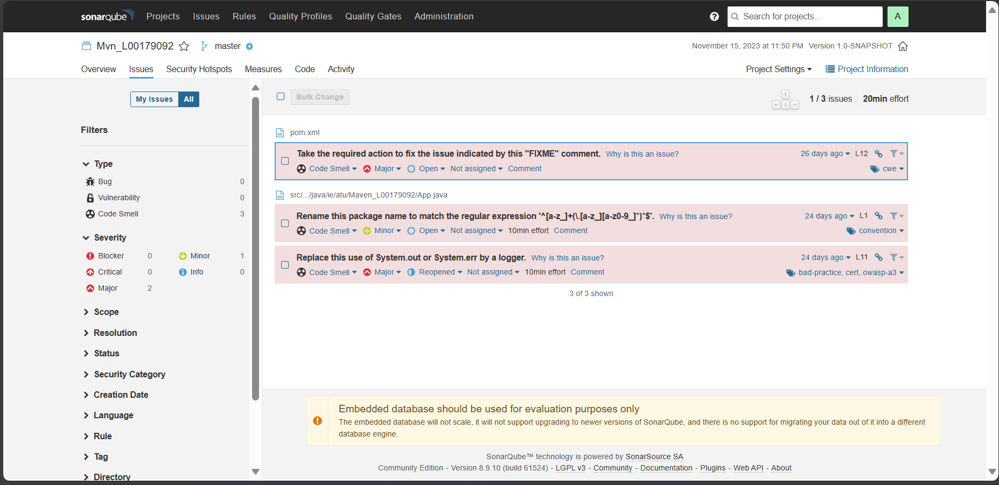 sonarqube Projects Issues Rules Quality Profiles Quality Gates Administration ? Search for projects... A
Mvn_L00179092 master November 15, 2023 at 11:50 PM Version 1.0-SNAPSHOT
Overview Issues Security Hotspots Measures Code Activity Project Settings Project Information
My Issues All
Filters
Type
Bug 0
Vulnerability 0
Code Smell 3
Severity
Blocker 0 Minor 1
Critical 0 Info 0
Major 2
Scope
Resolution
Status
Security Category
Creation Date
Language
Rule
Tag
Directory
Bulk Change ↑ ← ↓ → 1 / 3 issues 20min effort
pom.xml
Take the required action to fix the issue indicated by this "FIXME" comment. Why is this an issue? 26 days ago L12
Code Smell Major Open Not assigned Comment cwe
src/.../java/ie/atu/Maven_L00179092/App.java
Rename this package name to match the regular expression '^[a-z_]+(\.[a-z_][a-z0-9_]*)*$'. Why is this an issue? 24 days ago L1
Code Smell Minor Open Not assigned 10min effort Comment convention
Replace this use of System.out or System.err by a logger. Why is this an issue? 24 days ago L11
Code Smell Major Reopened Not assigned 10min effort Comment bad-practice, cert, owasp-a3
3 of 3 shown
Embedded database should be used for evaluation purposes only
The embedded database will not scale, it will not support upgrading to newer versions of SonarQube, and there is no support for migrating your data out of it into a different
database engine.
SonarQube™ technology is powered by SonarSource SA
Community Edition - Version 8.9.10 (build 61524) - LGPL v3 - Community - Documentation - Plugins - Web API - About